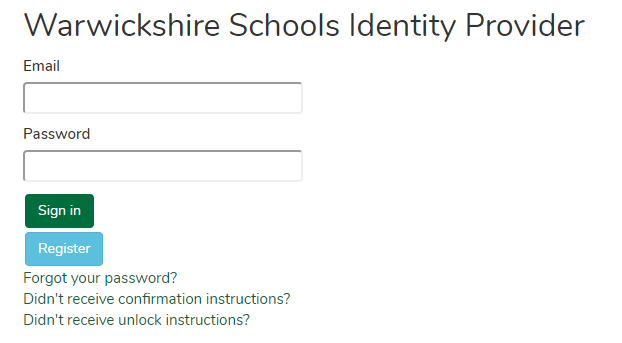 Warwickshire Schools Identity Provider
Email
Password
Sign in
Register
Forgot your password?
Didn't receive confirmation instructions?
Didn't receive unlock instructions?